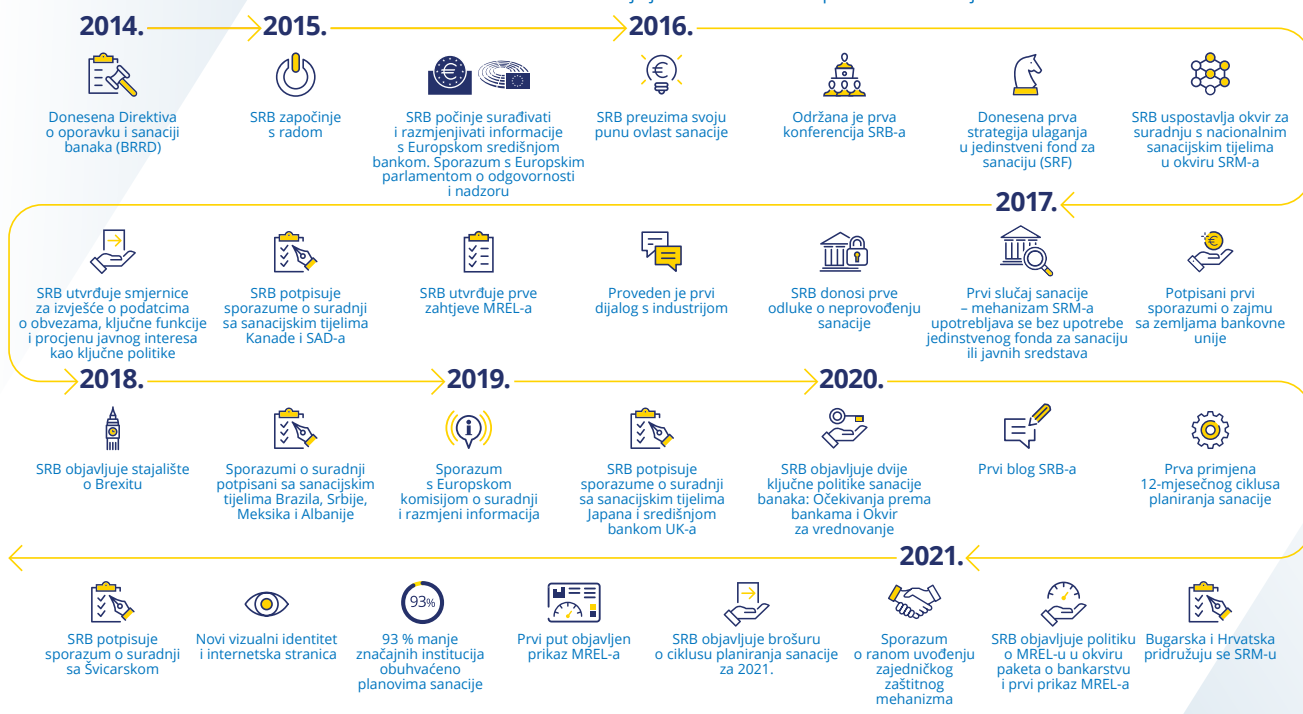 2014.
2015.
2016.
Donesena Direktiva
o oporavku i sanaciji
banaka (BRRD)
SRB započinje
s radom
SRB počinje surađivati
i razmjenjivati informacije
s Europskom središnjom
bankom. Sporazum s Europskim
parlamentom o odgovornosti
i nadzoru
SRB preuzima svoju
punu ovlast sanacije
Održana je prva
konferencija SRB-a
Donesena prva
strategija ulaganja
u jedinstveni fond za
sanaciju (SRF)
SRB uspostavlja okvir za
suradnju s nacionalnim
sanacijskim tijelima
u okviru SRM-a
2017.
SRB utvrđuje smjernice
za izvješće o podatcima
o obvezama, ključne funkcije
i procjenu javnog interesa
kao ključne politike
SRB potpisuje
sporazume o suradnji
sa sanacijskim tijelima
Kanade i SAD-a
SRB utvrđuje prve
zahtjeve MREL-a
Proveden je prvi
dijalog s industrijom
SRB donosi prve
odluke o neprovođenju
sanacije
Prvi slučaj sanacije
– mehanizam SRM-a
upotrebljava se bez upotrebe
jedinstvenog fonda za sanaciju
ili javnih sredstava
Potpisani prvi
sporazumi o zajmu
sa zemljama bankovne
unije
2018.
2019.
2020.
SRB objavljuje stajalište
o Brexitu
Sporazumi o suradnji
potpisani sa sanacijskim
tijelima Brazila, Srbije,
Meksika i Albanije
Sporazum
s Europskom
komisijom o suradnji
i razmjeni informacija
SRB potpisuje
sporazume o suradnji
sa sanacijskim tijelima
Japana i središnjom
bankom UK-a
SRB objavljuje dvije
ključne politike sanacije
banaka: Očekivanja prema
bankama i Okvir
za vrednovanje
Prvi blog SRB-a
Prva primjena
12-mjesečnog ciklusa
planiranja sanacije
2021.
SRB potpisuje
sporazum o suradnji
sa Švicarskom
Novi vizualni identitet
i internetska stranica
93%
93 % manje
značajnih institucija
obuhvaćeno
planovima sanacije
Prvi put objavljen
prikaz MREL-a
SRB objavljuje brošuru
o ciklusu planiranja sanacije
za 2021.
Sporazum
o ranom uvođenju
zajedničkog
zaštitnog
mehanizma
SRB objavljuje politiku
o MREL-u u okviru
paketa o bankarstvu
i prvi prikaz MREL-a
Bugarska i Hrvatska
pridružuju se SRM-u